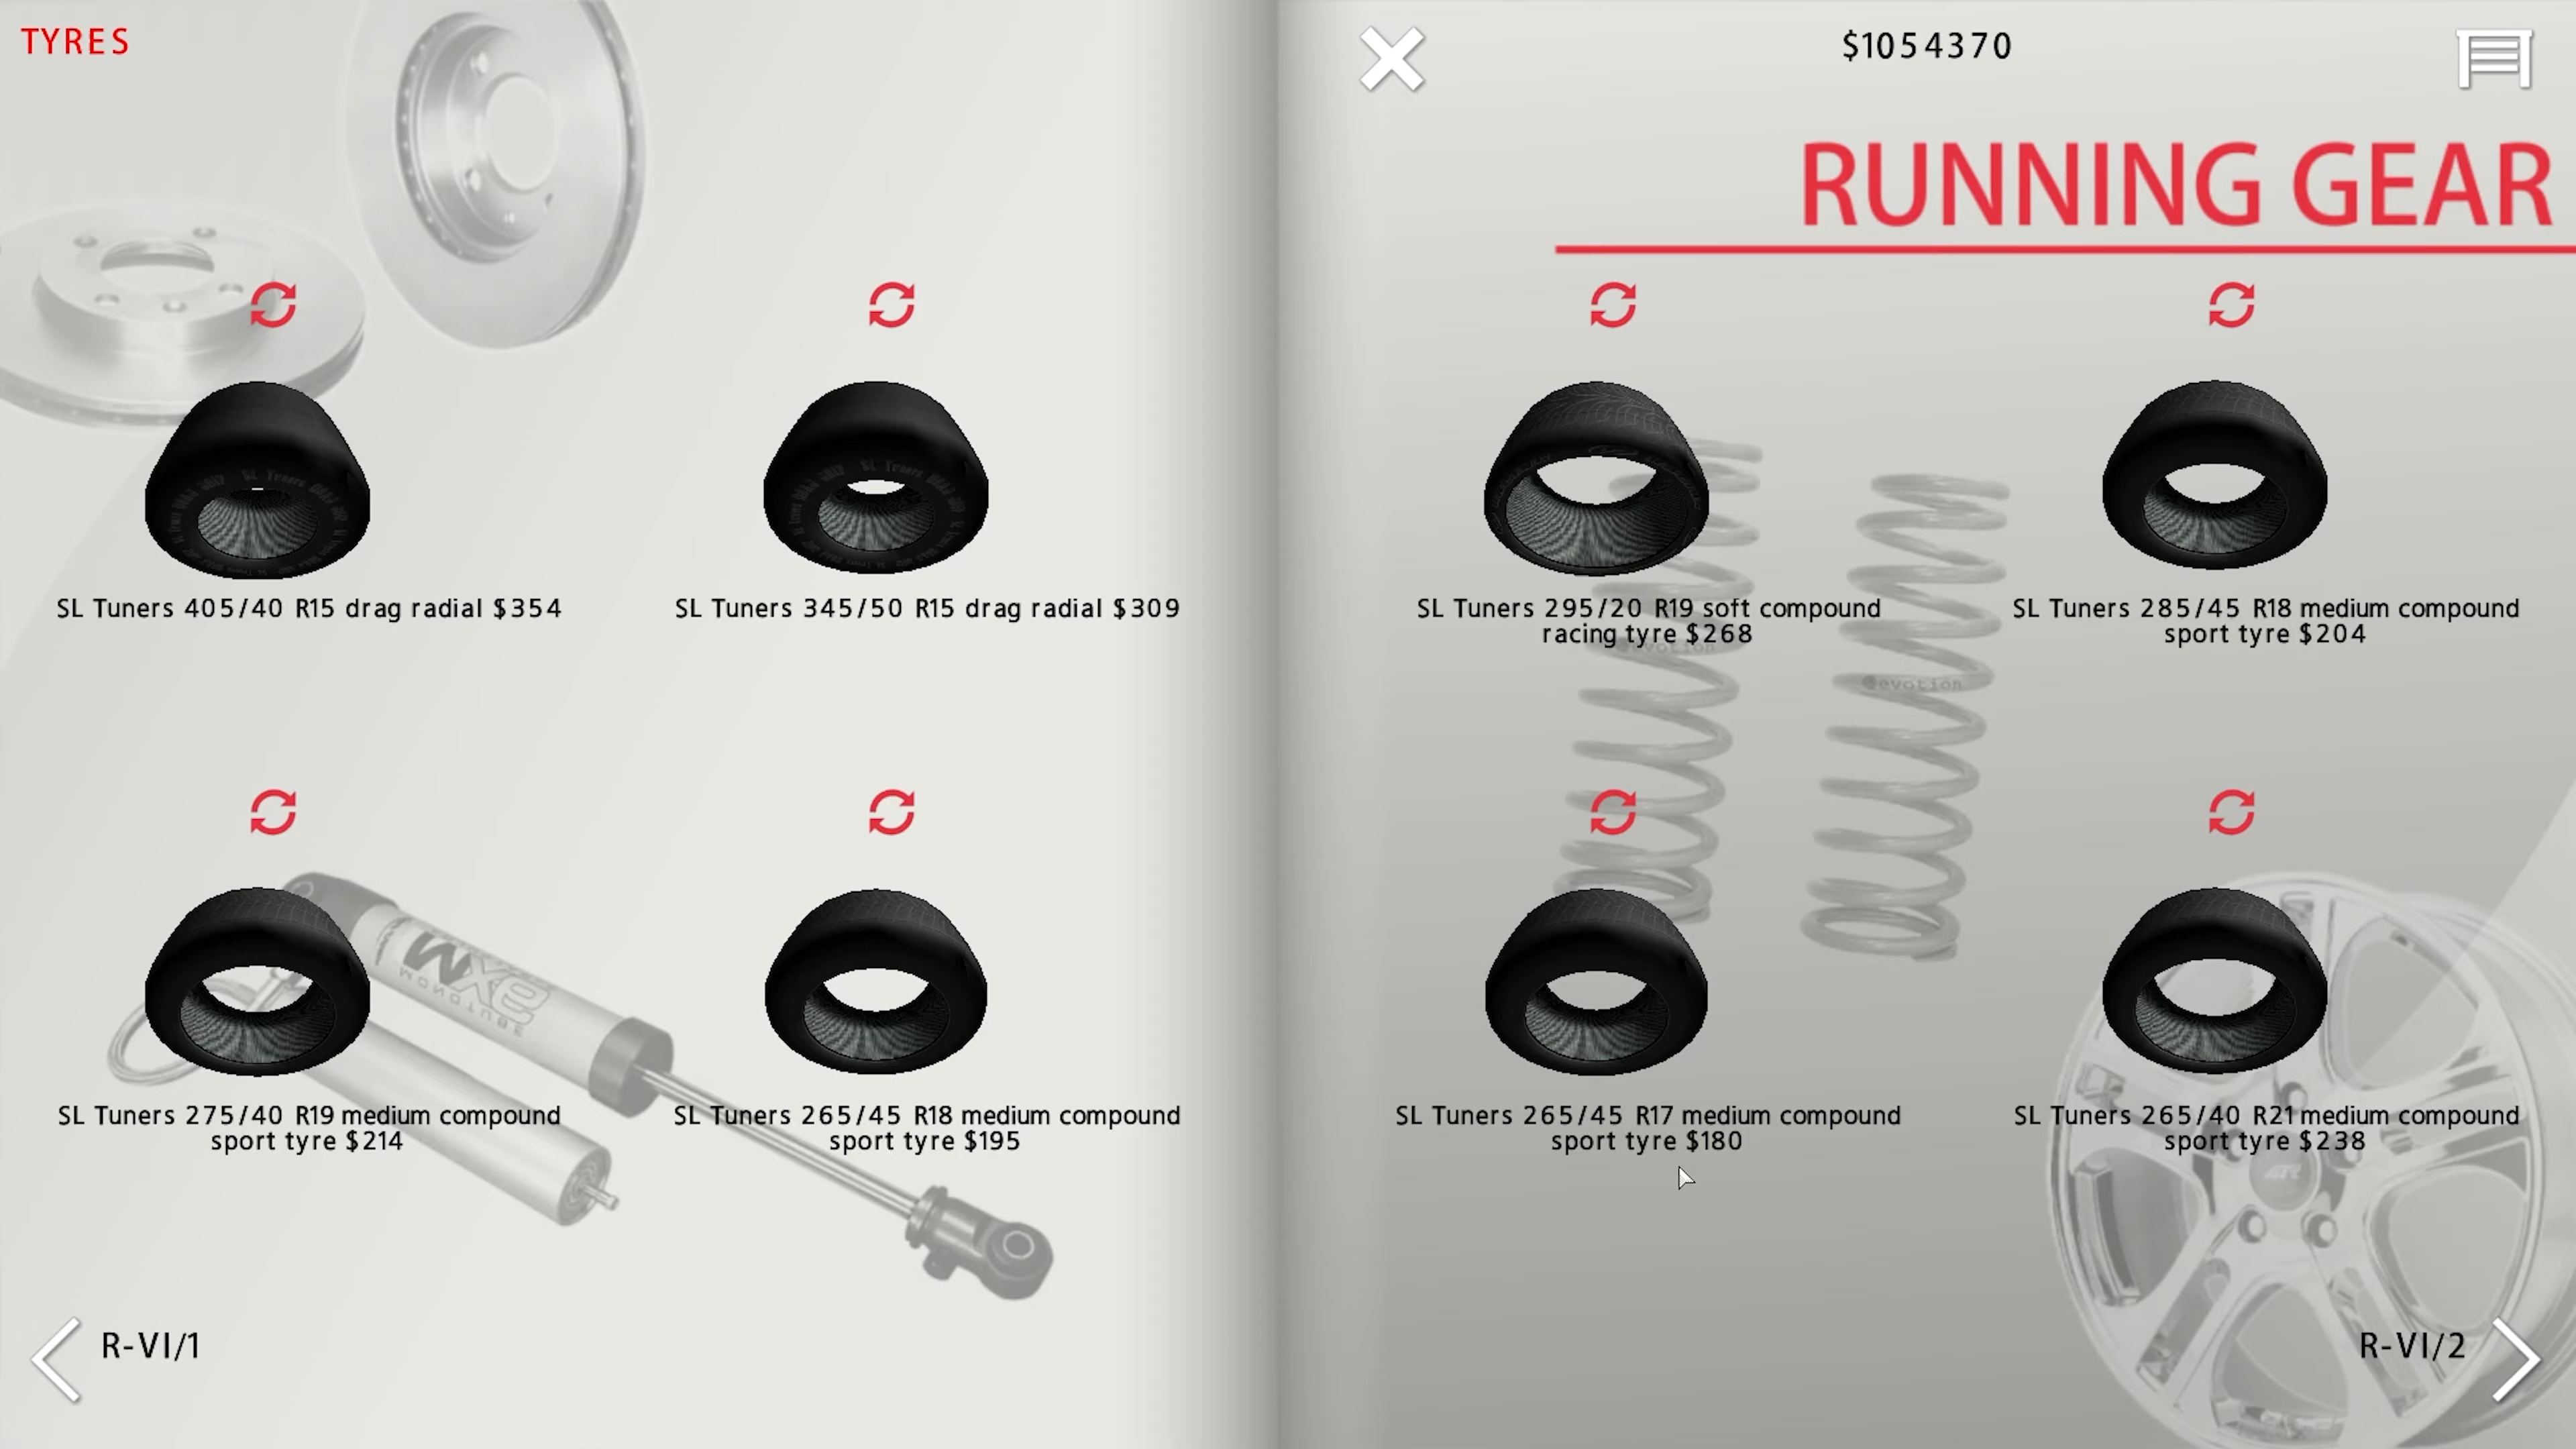 TYRES
$1054370
RUNNING GEAR
SL Tuners 405/40 R15 drag radial $354
SL Tuners 345/50 R15 drag radial $309
SL Tuners 295/20 R19 soft compound
racing tyre $268
SL Tuners 285/45 R18 medium compound
sport tyre $204
evotion
SL Tuners 275/40 R19 medium compound
sport tyre $214
SL Tuners 265/45 R18 medium compound
sport tyre $195
SL Tuners 265/45 R17 medium compound
sport tyre $180
SL Tuners 265/40 R21 medium compound
sport tyre $238
R-VI/1
R-VI/2